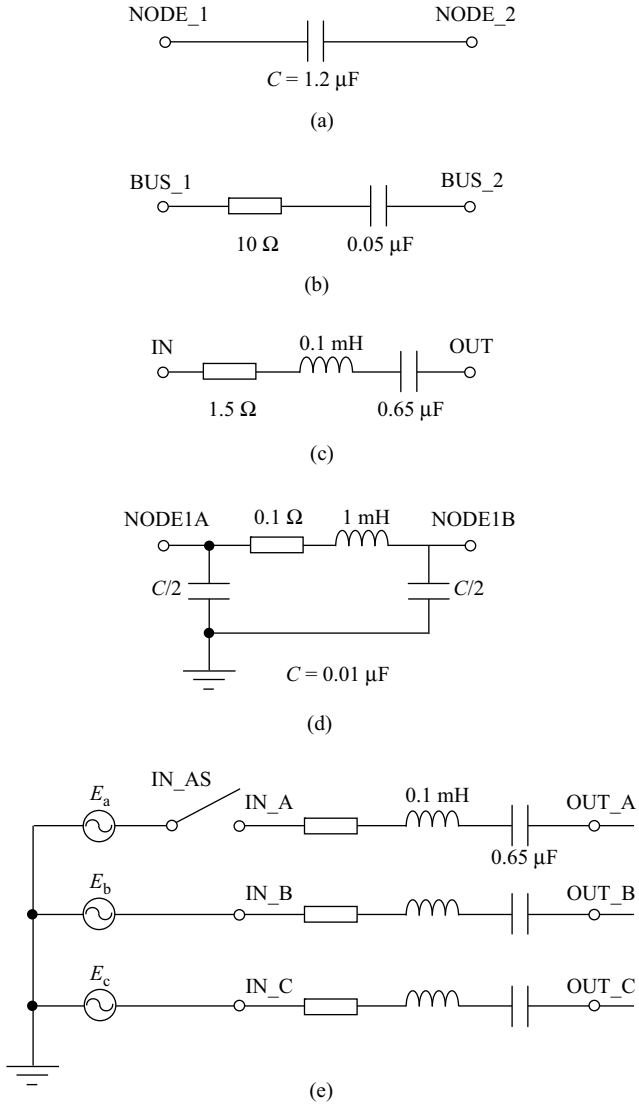 NODE_1 NODE_2
C = 1.2 μF
(a)
BUS_1 BUS_2
10 Ω 0.05 μF
(b)
IN 0.1 mH OUT
1.5 Ω 0.65 μF
(c)
NODE1A 0.1 Ω 1 mH NODE1B
C/2 C/2
C = 0.01 μF
(d)
Ea IN_AS IN_A 0.1 mH OUT_A
0.65 μF
Eb IN_B OUT_B
Ec IN_C OUT_C
(e)